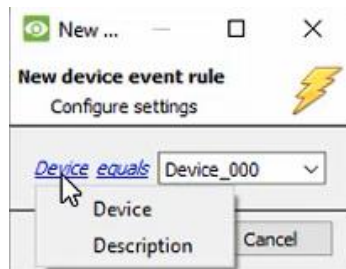 New ...
New device event rule
Configure settings
Device equals Device_000
Device
Description
Cancel